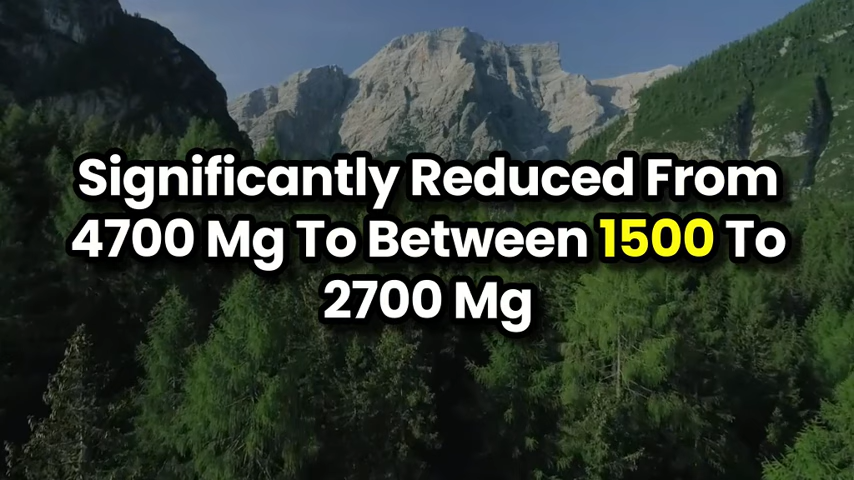 Significantly Reduced From
4700 Mg To Between 1500 To
2700 Mg